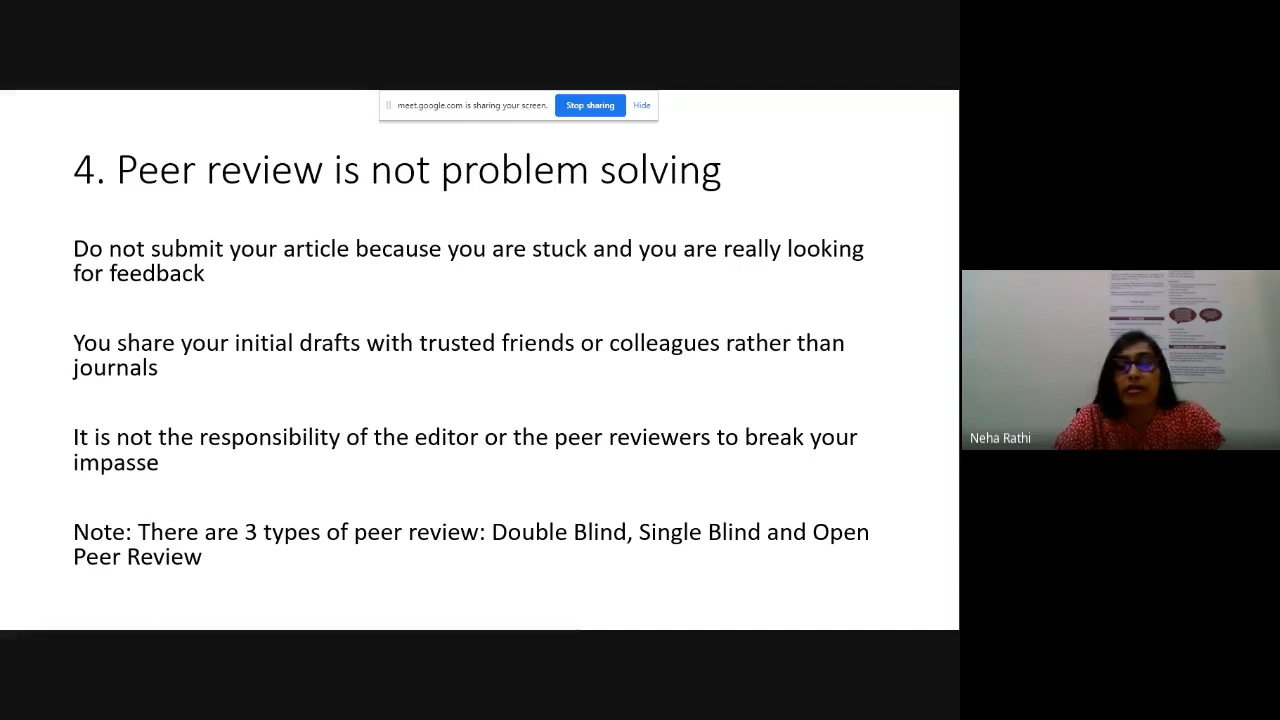 meet.google.com is sharing your screen.
Stop sharing
Hide
4. Peer review is not problem solving
Do not submit your article because you are stuck and you are really looking
for feedback
You share your initial drafts with trusted friends or colleagues rather than
journals
It is not the responsibility of the editor or the peer reviewers to break your
impasse
Note: There are 3 types of peer review: Double Blind, Single Blind and Open
Peer Review
Neha Rathi